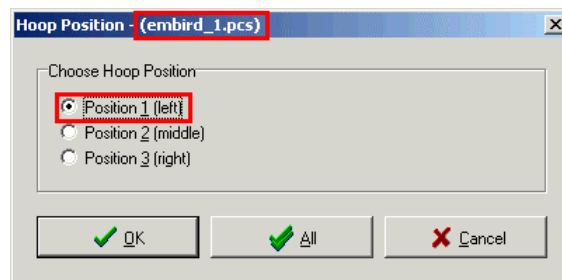 Hoop Position - (embird_1.pcs)
Choose Hoop Position
Position 1 (left)
Position 2 (middle)
Position 3 (right)
OK
All
Cancel